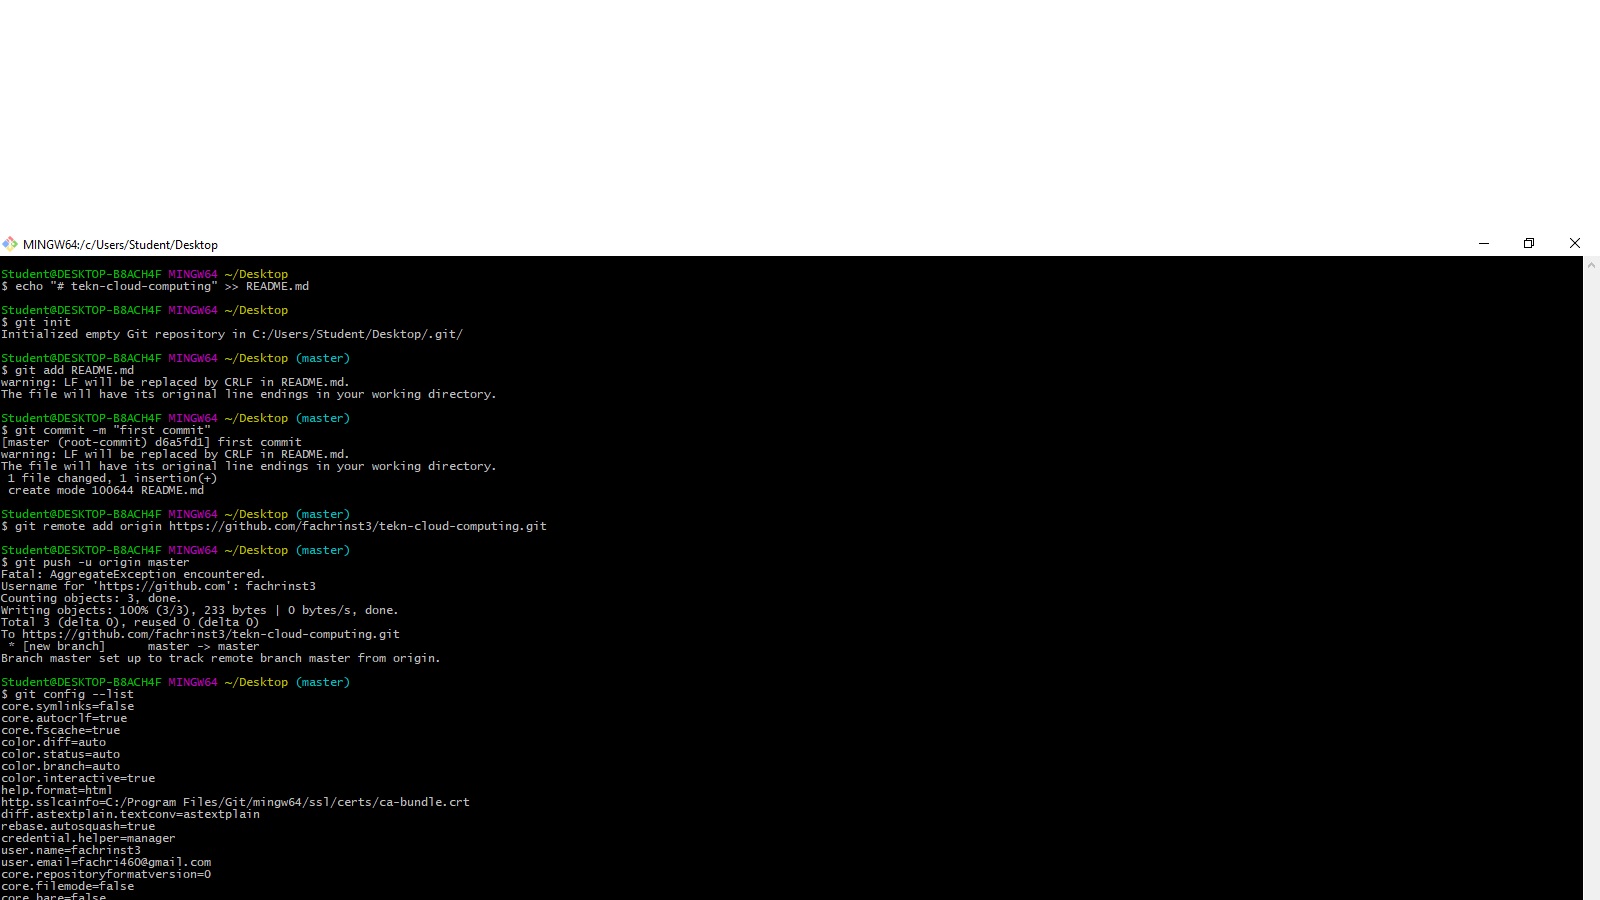 MINGW64:/c/Users/Student/Desktop
Student@DESKTOP-B8ACH4F MINGW64 ~/Desktop
$ echo "# tekn-cloud-computing" >> README.md
Student@DESKTOP-B8ACH4F MINGW64 ~/Desktop
$ git init
Initialized empty Git repository in C:/Users/Student/Desktop/.git/
Student@DESKTOP-B8ACH4F MINGW64 ~/Desktop (master)
$ git add README.md
warning: LF will be replaced by CRLF in README.md.
The file will have its original line endings in your working directory.
Student@DESKTOP-B8ACH4F MINGW64 ~/Desktop (master)
$ git commit -m "first commit"
[master (root-commit) d6a5fd1] first commit
warning: LF will be replaced by CRLF in README.md.
The file will have its original line endings in your working directory.
 1 file changed, 1 insertion(+)
 create mode 100644 README.md
Student@DESKTOP-B8ACH4F MINGW64 ~/Desktop (master)
$ git remote add origin https://github.com/fachrinst3/tekn-cloud-computing.git
Student@DESKTOP-B8ACH4F MINGW64 ~/Desktop (master)
$ git push -u origin master
Fatal: AggregateException encountered.
Username for 'https://github.com': fachrinst3
Counting objects: 3, done.
Writing objects: 100% (3/3), 233 bytes | 0 bytes/s, done.
Total 3 (delta 0), reused 0 (delta 0)
To https://github.com/fachrinst3/tekn-cloud-computing.git
 * [new branch]      master -> master
Branch master set up to track remote branch master from origin.
Student@DESKTOP-B8ACH4F MINGW64 ~/Desktop (master)
$ git config --list
core.symlinks=false
core.autocrlf=true
core.fscache=true
color.diff=auto
color.status=auto
color.branch=auto
color.interactive=true
help.format=html
http.sslcainfo=C:/Program Files/Git/mingw64/ssl/certs/ca-bundle.crt
diff.astextplain.textconv=astextplain
rebase.autosquash=true
credential.helper=manager
user.name=fachrinst3
user.email=fachri460@gmail.com
core.repositoryformatversion=0
core.filemode=false
core.bare=false